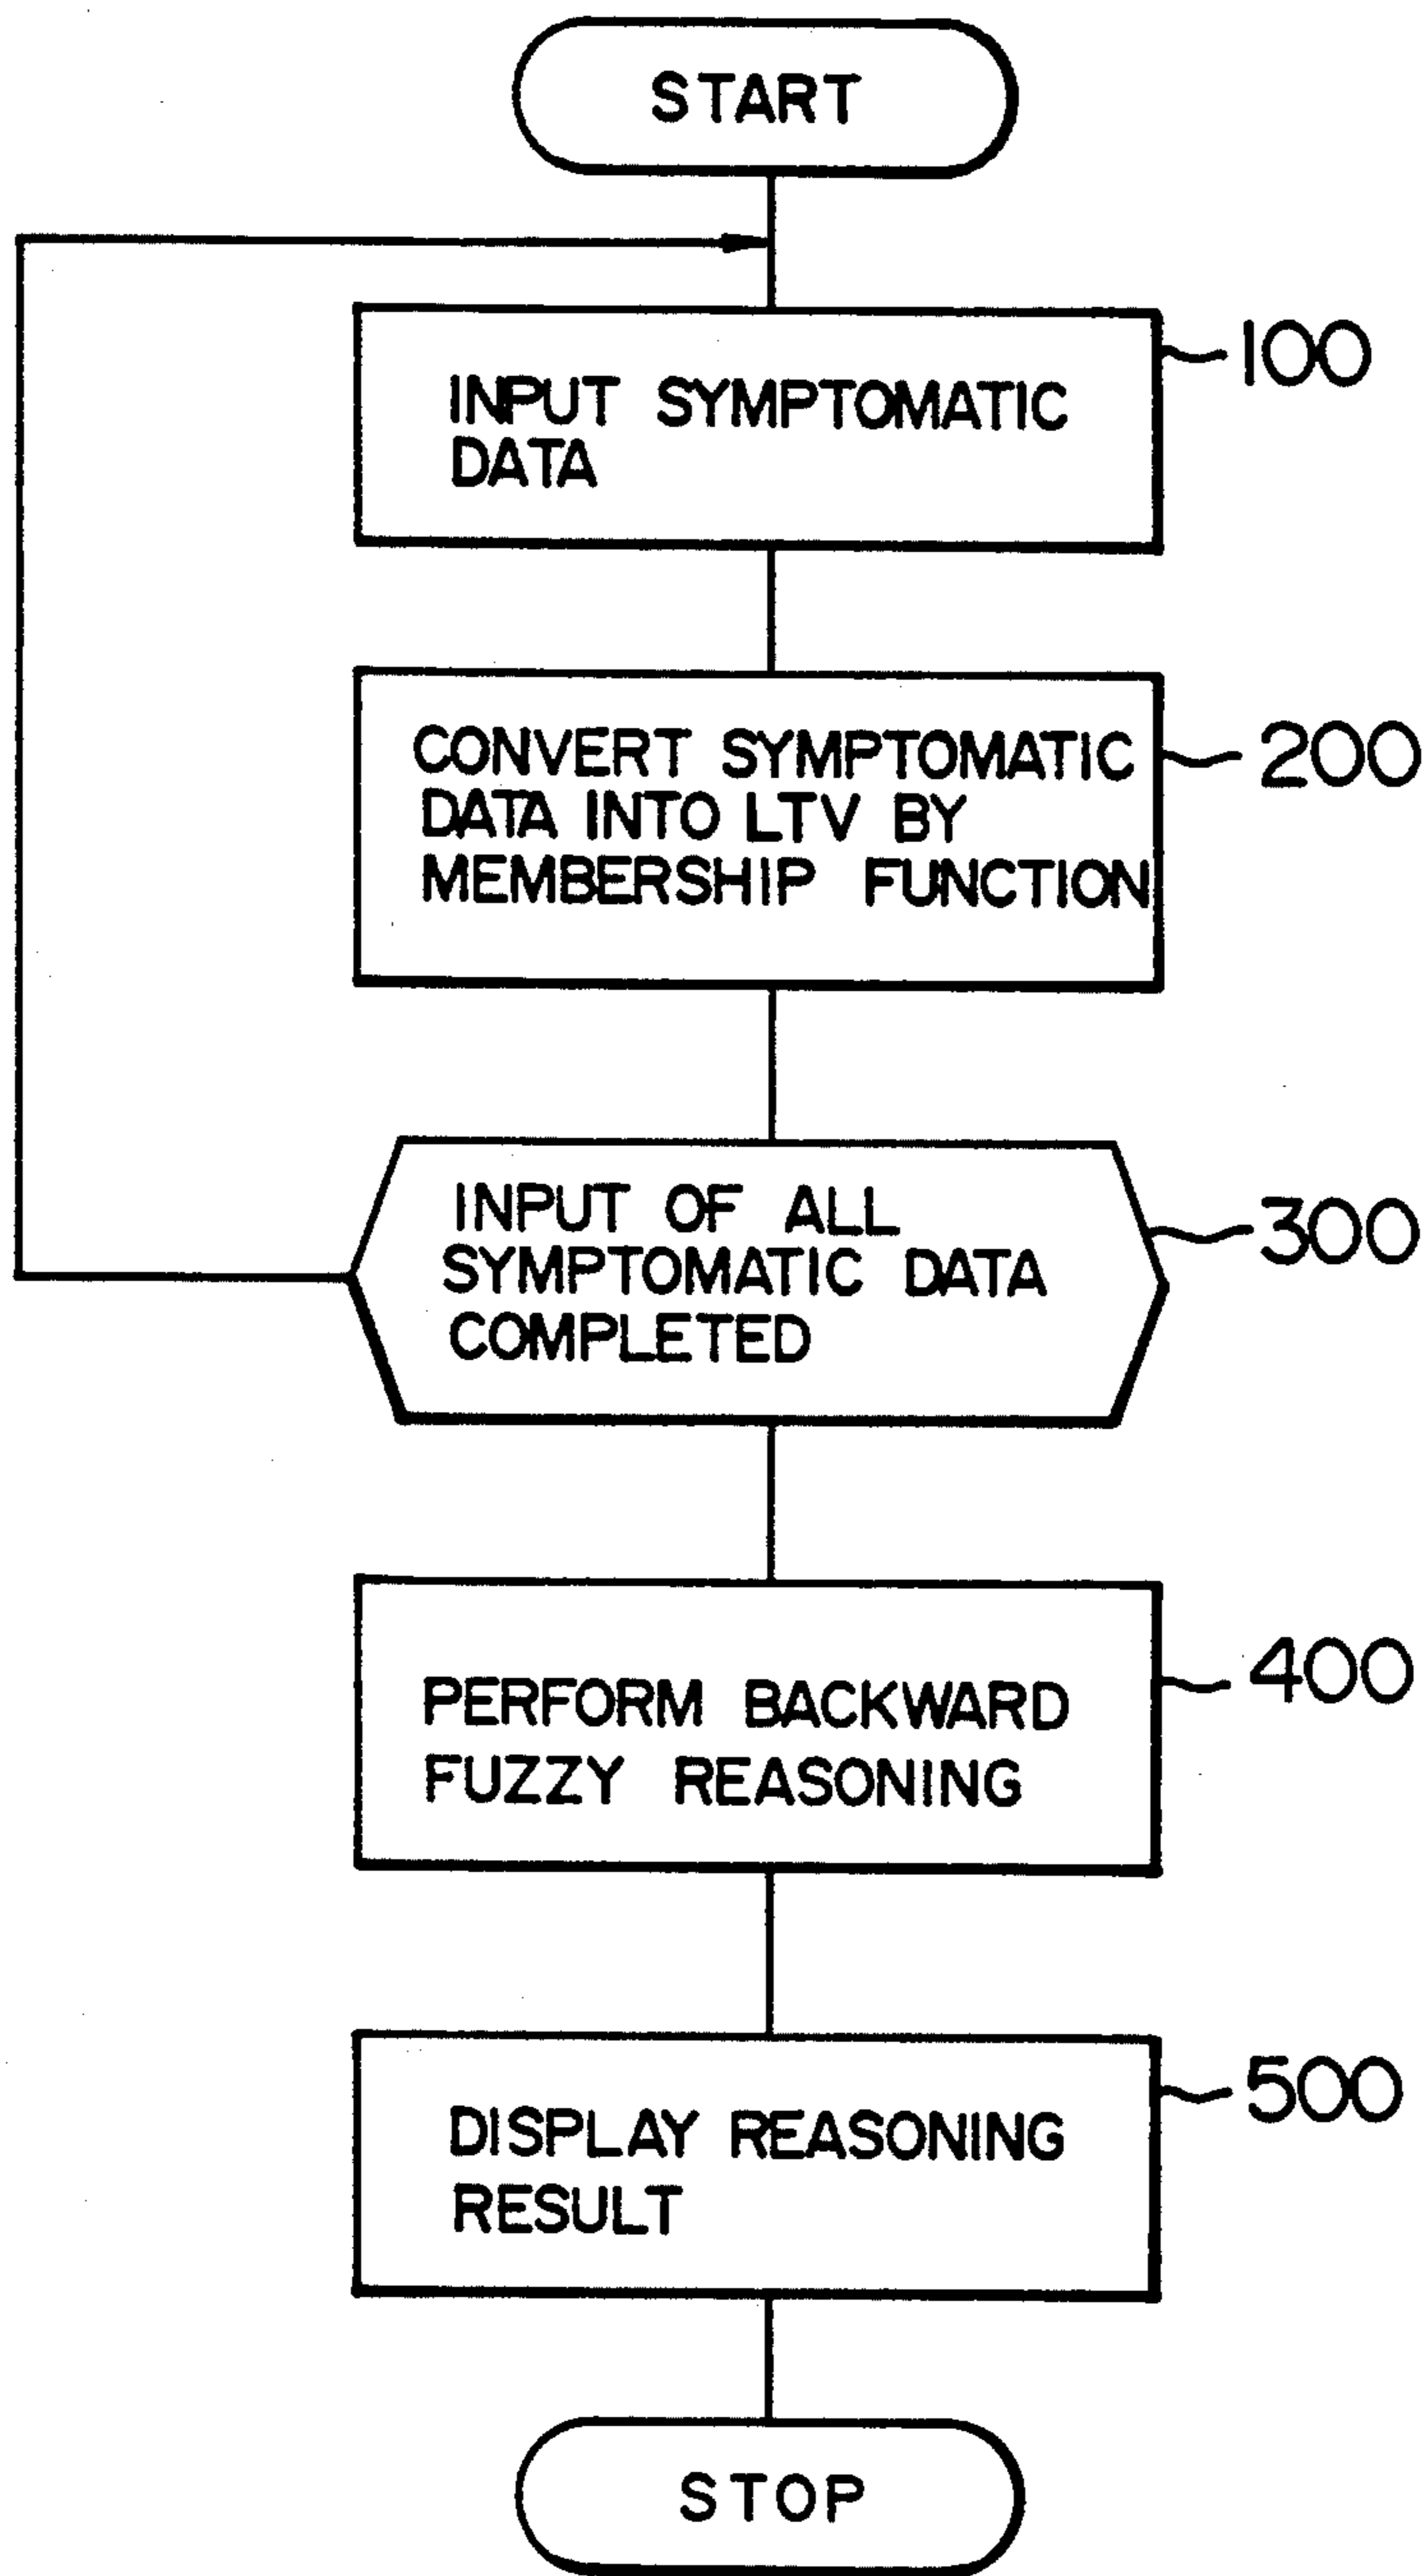 START
INPUT SYMPTOMATIC
DATA
100
CONVERT SYMPTOMATIC
DATA INTO LTV BY
MEMBERSHIP FUNCTION
200
INPUT OF ALL
SYMPTOMATIC DATA
COMPLETED
300
PERFORM BACKWARD
FUZZY REASONING
400
DISPLAY REASONING
RESULT
500
STOP